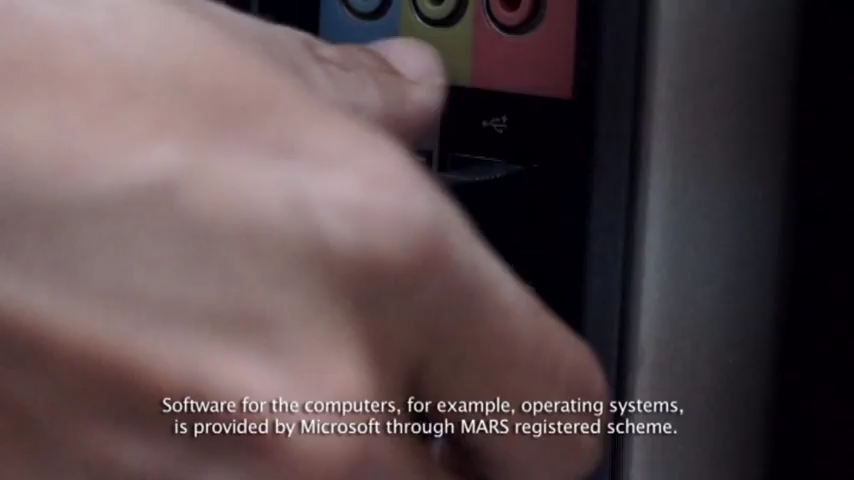 Software for the computers, for example, operating systems,
is provided by Microsoft through MARS registered scheme.